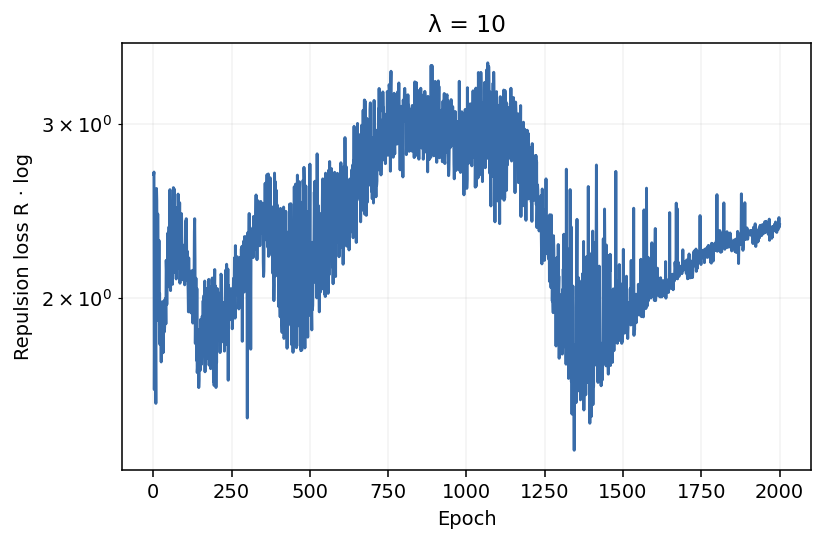 λ = 10
Repulsion loss R · log
3 × 10⁰
2 × 10⁰
0 250 500 750 1000 1250 1500 1750 2000
Epoch